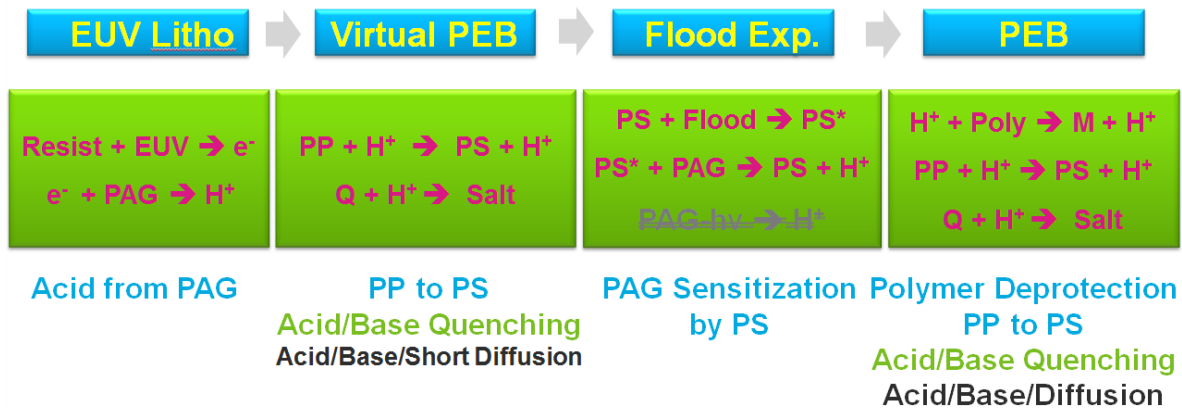 EUV Litho
Virtual PEB
Flood Exp.
PEB
Resist + EUV ➔ e-
e- + PAG ➔ H+
PP + H+ ➔ PS + H+
Q + H+ ➔ Salt
PS + Flood ➔ PS*
PS* + PAG ➔ PS + H+
PAG-hv ➔ H+
H+ + Poly ➔ M + H+
PP + H+ ➔ PS + H+
Q + H+ ➔ Salt
Acid from PAG
PP to PS
Acid/Base Quenching
Acid/Base/Short Diffusion
PAG Sensitization
by PS
Polymer Deprotection
PP to PS
Acid/Base Quenching
Acid/Base/Diffusion